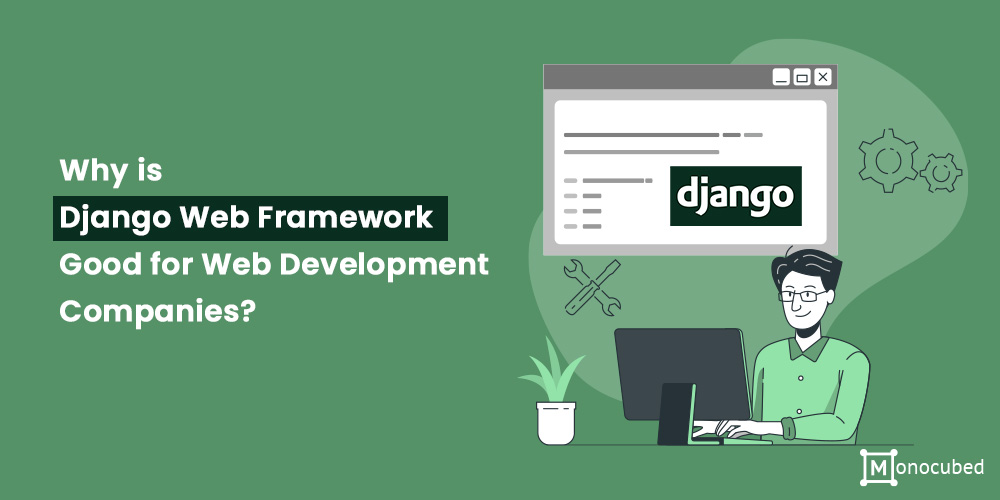 Why is
Django Web Framework
Good for Web Development
Companies?
django
Monocubed